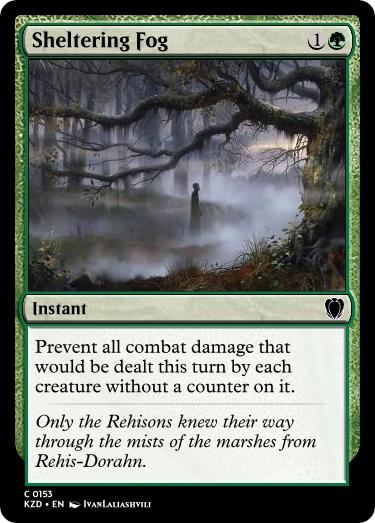 Sheltering Fog 1
Instant
Prevent all combat damage that
would be dealt this turn by each
creature without a counter on it.
Only the Rehisons knew their way
through the mists of the marshes from
Rehis-Dorahn.
C 0153
KZD • EN IvanLaliashvili